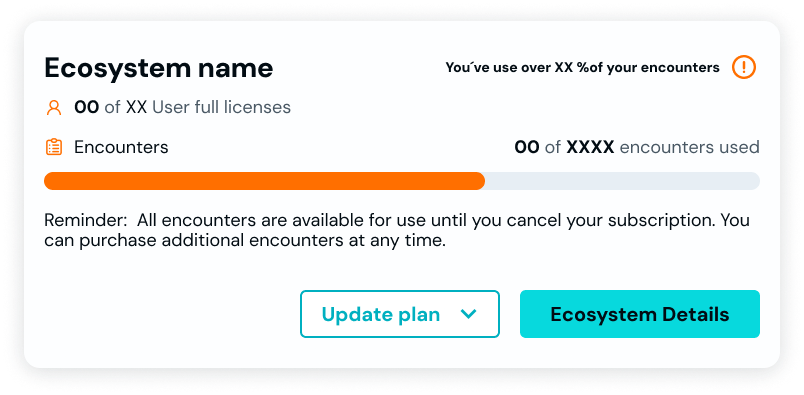 Ecosystem name
You´ve use over XX %of your encounters
00 of XX User full licenses
Encounters
00 of XXXX encounters used
Reminder:  All encounters are available for use until you cancel your subscription. You
can purchase additional encounters at any time.
Update plan
Ecosystem Details